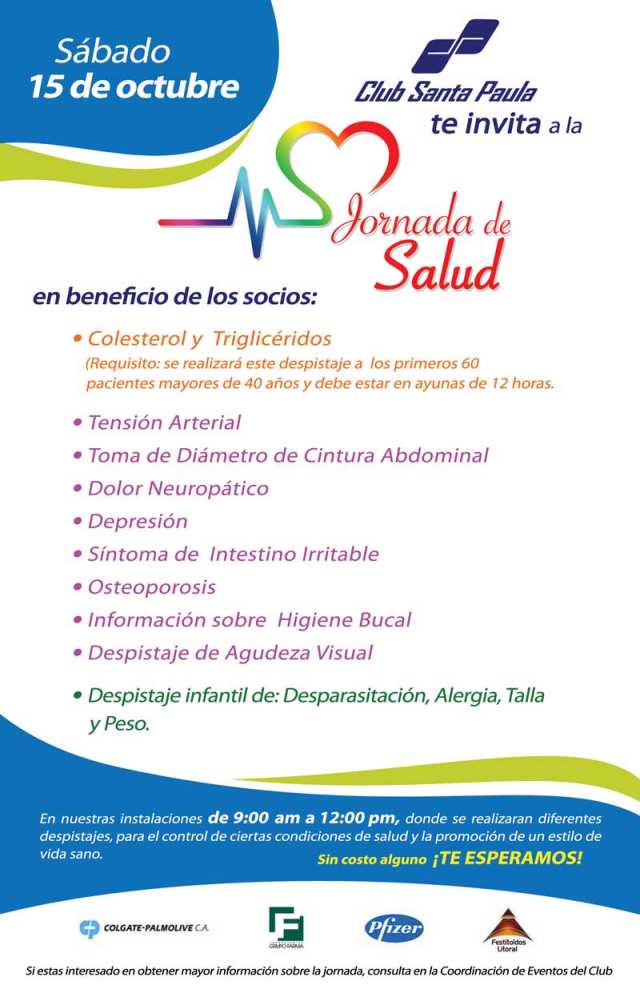 Sábado
15 de octubre
Club Santa Paula
te invita a la
Jornada de
Salud
en beneficio de los socios:
• Colesterol y Triglicéridos
(Requisito: se realizará este despistaje a los primeros 60
pacientes mayores de 40 años y debe estar en ayunas de 12 horas.
• Tensión Arterial
• Toma de Diámetro de Cintura Abdominal
• Dolor Neuropático
• Depresión
• Síntoma de Intestino Irritable
• Osteoporosis
• Información sobre Higiene Bucal
• Despistaje de Agudeza Visual
• Despistaje infantil de: Desparasitación, Alergia, Talla
y Peso.
En nuestras instalaciones de 9:00 am a 12:00 pm, donde se realizaran diferentes
despistajes, para el control de ciertas condiciones de salud y la promoción de un estilo de
vida sano.
Sin costo alguno ¡TE ESPERAMOS!
COLGATE-PALMOLIVE C.A.
GRUPO FARMA
Pfizer
Festitoldos
Litoral
Si estas interesado en obtener mayor información sobre la jornada, consulta en la Coordinación de Eventos del Club